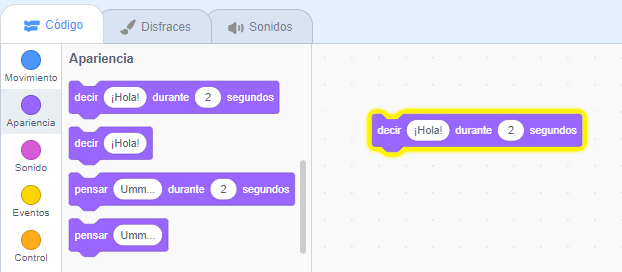 Código
Disfraces
Sonidos
Movimiento
Apariencia
Sonido
Eventos
Control
Apariencia
decir ¡Hola! durante 2 segundos
decir ¡Hola!
pensar Umm... durante 2 segundos
pensar Umm...
decir ¡Hola! durante 2 segundos